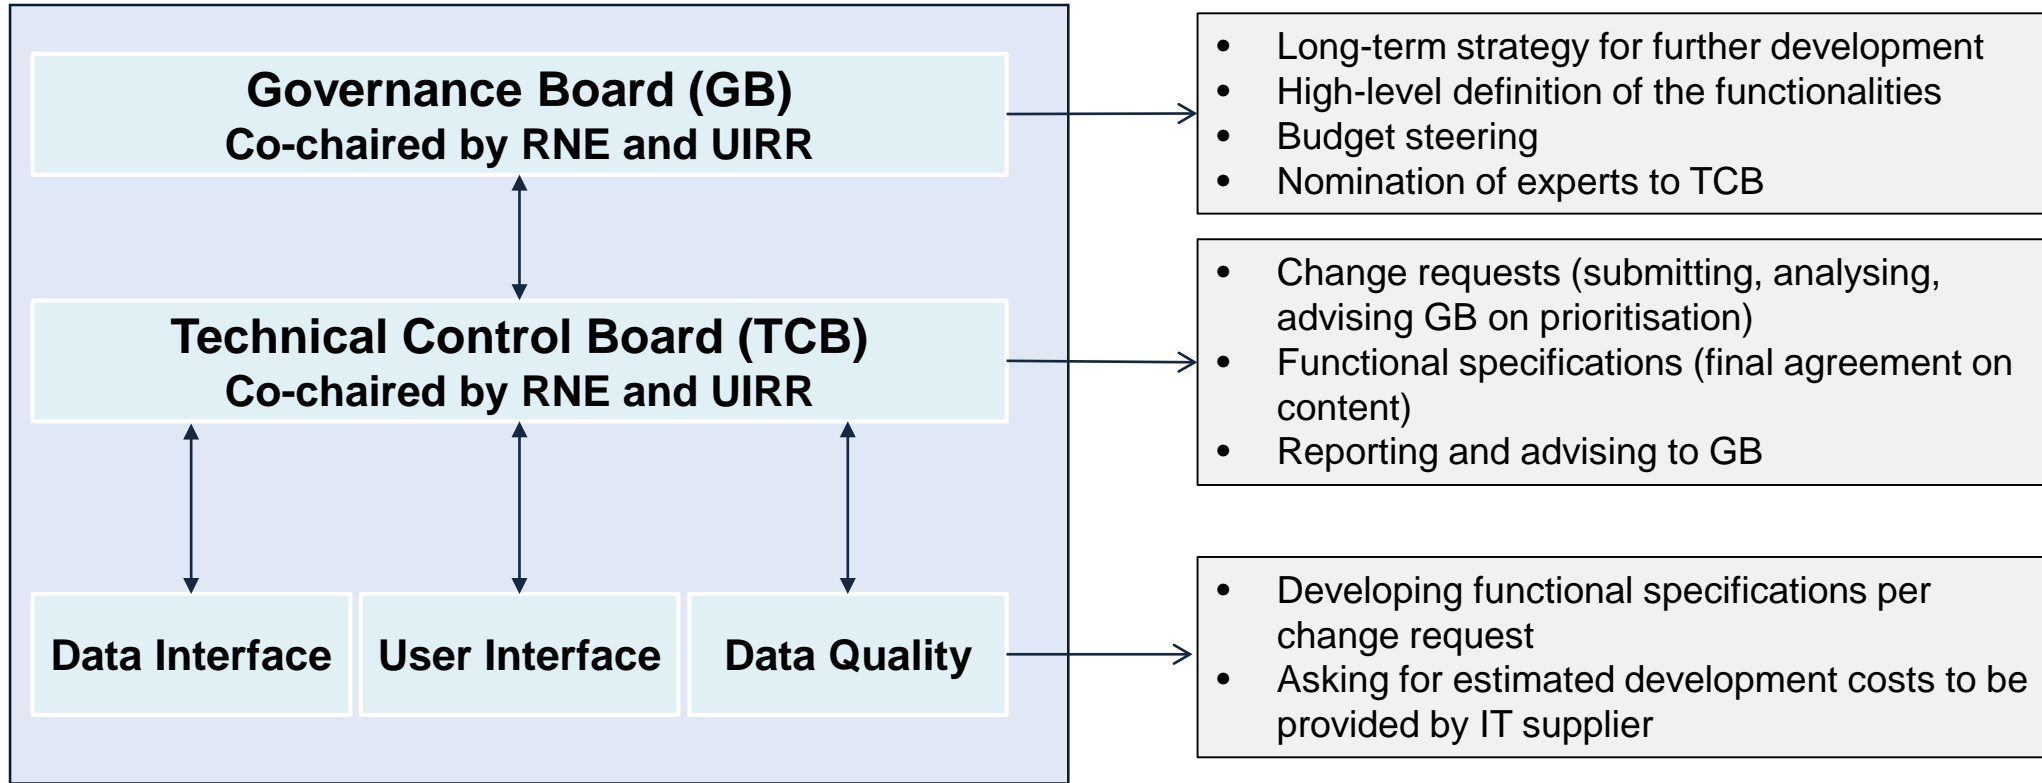 Governance Board (GB)
Co-chaired by RNE and UIRR
• Long-term strategy for further development
• High-level definition of the functionalities
• Budget steering
• Nomination of experts to TCB
Technical Control Board (TCB)
Co-chaired by RNE and UIRR
• Change requests (submitting, analysing,
advising GB on prioritisation)
• Functional specifications (final agreement on
content)
• Reporting and advising to GB
Data Interface
User Interface
Data Quality
• Developing functional specifications per
change request
• Asking for estimated development costs to be
provided by IT supplier